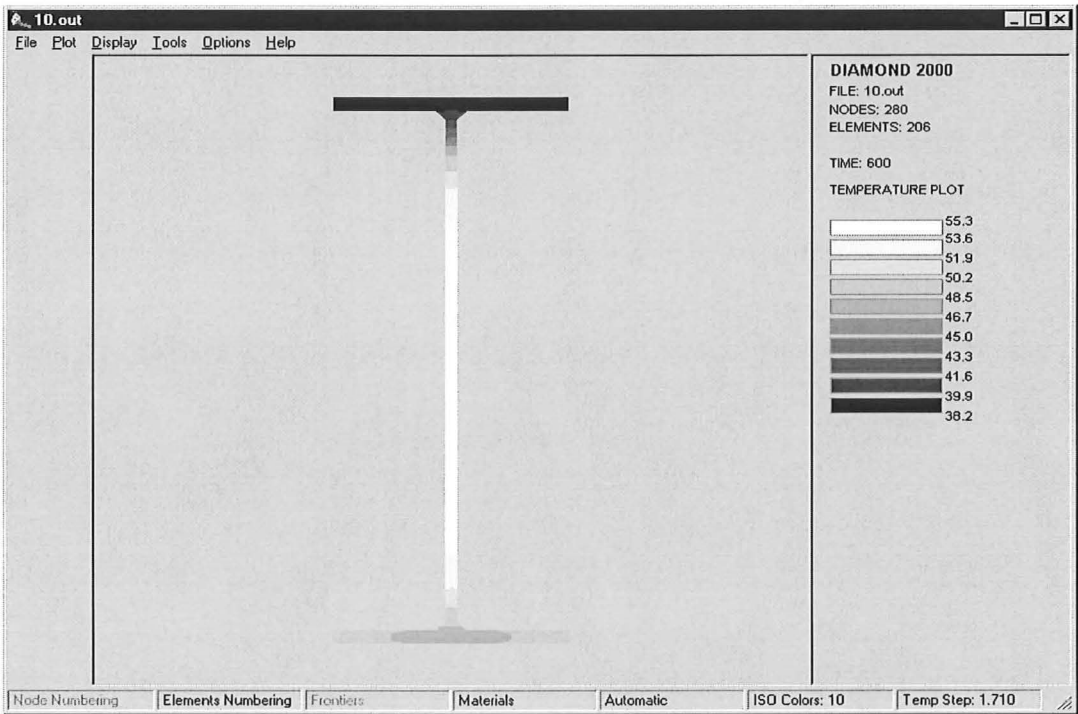 10.out
File Plot Display Tools Options Help
DIAMOND 2000
FILE: 10.out
NODES: 280
ELEMENTS: 206
TIME: 600
TEMPERATURE PLOT
55.3
53.6
51.9
50.2
48.5
46.7
45.0
43.3
41.6
39.9
38.2
Node Numbering Elements Numbering Frontiers Materials Automatic ISO Colors: 10 Temp Step: 1.710